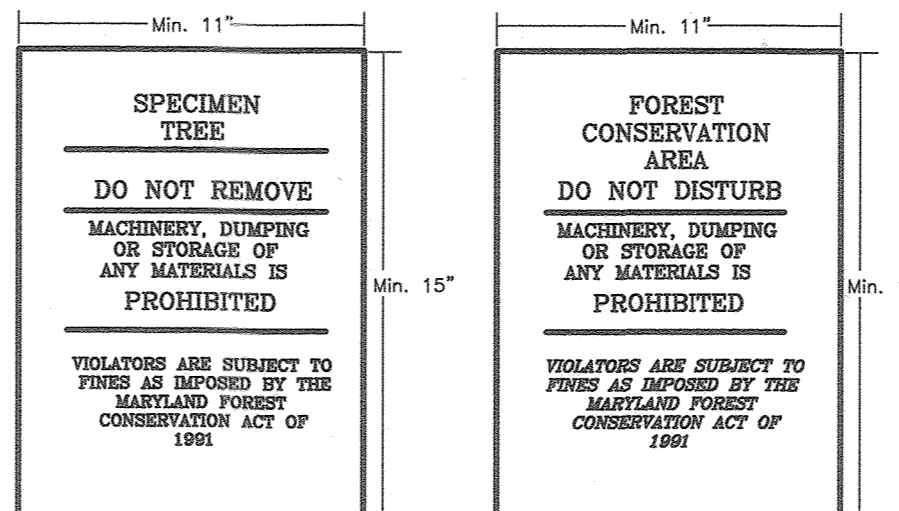 Min. 11"
SPECIMEN
TREE
DO NOT REMOVE
MACHINERY, DUMPING
OR STORAGE OF
ANY MATERIALS IS
PROHIBITED
VIOLATORS ARE SUBJECT TO
FINES AS IMPOSED BY THE
MARYLAND FOREST
CONSERVATION ACT OF
1991
Min. 15"
Min. 11"
FOREST
CONSERVATION
AREA
DO NOT DISTURB
MACHINERY, DUMPING
OR STORAGE OF
ANY MATERIALS IS
PROHIBITED
VIOLATORS ARE SUBJECT TO
FINES AS IMPOSED BY THE
MARYLAND FOREST
CONSERVATION ACT OF
1991
Min.